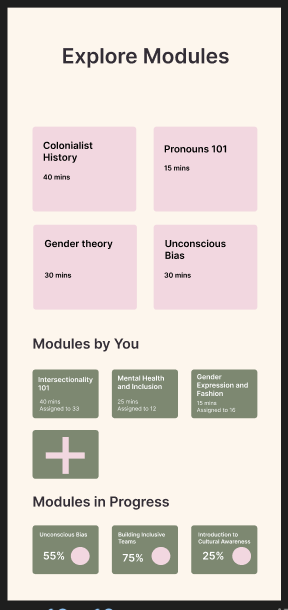 Explore Modules
Colonialist
History
40 mins
Pronouns 101
15 mins
Gender theory
30 mins
Unconscious
Bias
30 mins
Modules by You
Intersectionality
101
40 mins
Assigned to 33
Mental Health
and Inclusion
25 mins
Assigned to 12
Gender
Expression and
Fashion
15 mins
Assigned to 16
Modules in Progress
Unconscious Bias
55%
Building Inclusive
Teams
75%
Introduction to
Cultural Awareness
25%